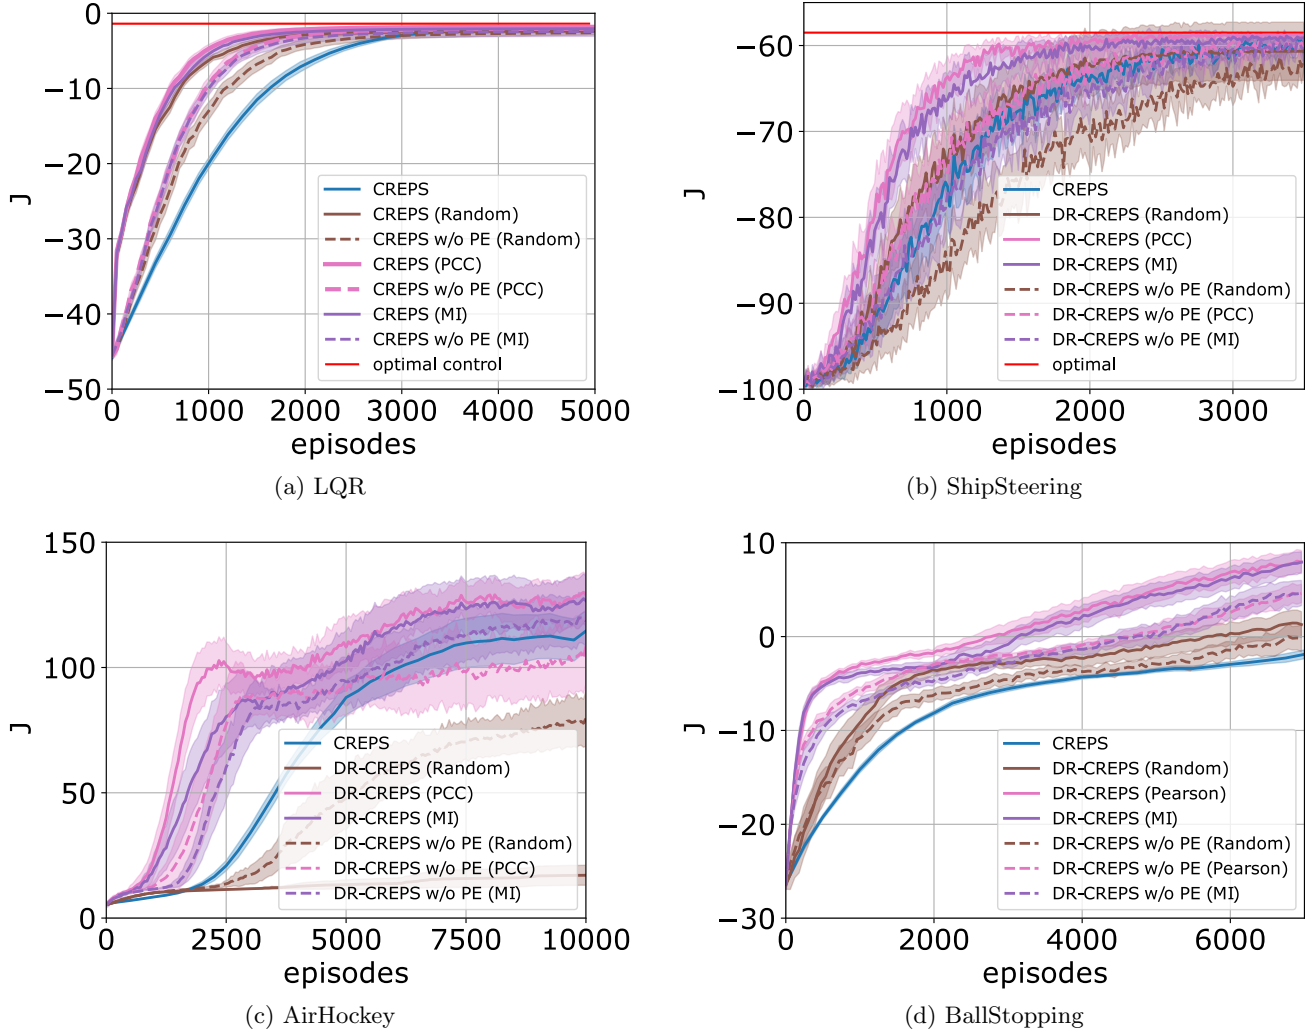 0
−10
−20
−30
−40
−50
J
0 1000 2000 3000 4000 5000
episodes
CREPS
CREPS (Random)
CREPS w/o PE (Random)
CREPS (PCC)
CREPS w/o PE (PCC)
CREPS (MI)
CREPS w/o PE (MI)
optimal control
(a) LQR
−60
−70
−80
−90
−100
J
0 1000 2000 3000
episodes
CREPS
DR-CREPS (Random)
DR-CREPS (PCC)
DR-CREPS (MI)
DR-CREPS w/o PE (Random)
DR-CREPS w/o PE (PCC)
DR-CREPS w/o PE (MI)
optimal
(b) ShipSteering
150
100
50
0
J
0 2500 5000 7500 10000
episodes
CREPS
DR-CREPS (Random)
DR-CREPS (PCC)
DR-CREPS (MI)
DR-CREPS w/o PE (Random)
DR-CREPS w/o PE (PCC)
DR-CREPS w/o PE (MI)
(c) AirHockey
10
0
−10
−20
−30
J
0 2000 4000 6000
episodes
CREPS
DR-CREPS (Random)
DR-CREPS (Pearson)
DR-CREPS (MI)
DR-CREPS w/o PE (Random)
DR-CREPS w/o PE (Pearson)
DR-CREPS w/o PE (MI)
(d) BallStopping